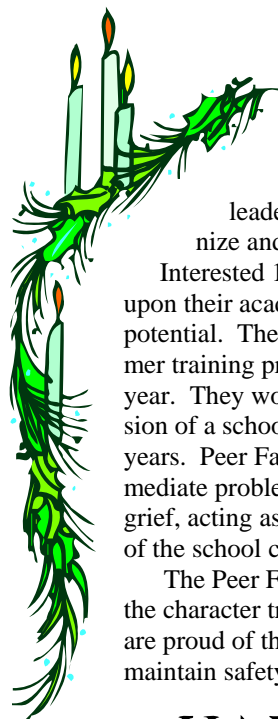 leade
nize and
Interested 1
upon their acad
potential.  The
mer training pr
year.  They wo
sion of a schoo
years.  Peer Fa
mediate proble
grief, acting as
of the school c
The Peer F
the character tr
are proud of th
maintain safety